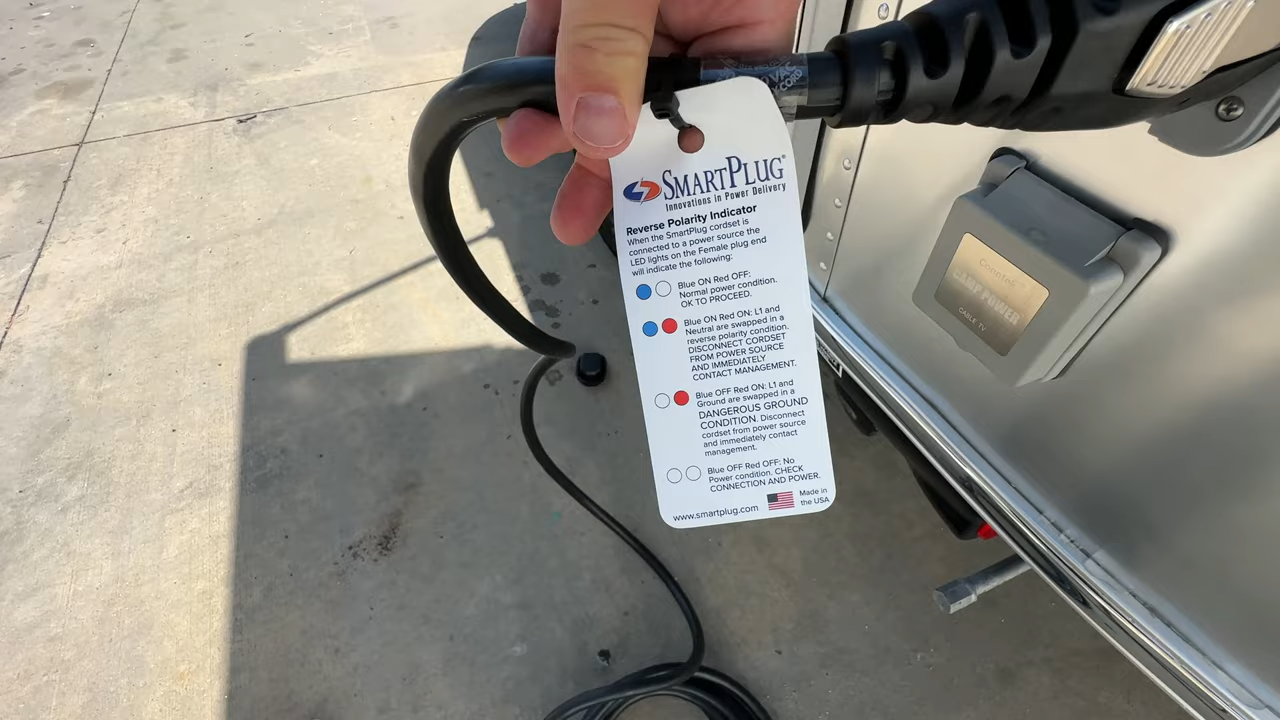 VAC
CORD
SMARTPLUG®
Innovations in Power Delivery
Reverse Polarity Indicator
When the SmartPlug cordset is
connected to a power source the
LED lights on the Female plug end
will indicate the following:
Blue ON Red OFF:
Normal power condition.
OK TO PROCEED.
Blue ON Red ON: L1 and
Neutral are swapped in a
reverse polarity condition.
DISCONNECT CORDSET
FROM POWER SOURCE
AND IMMEDIATELY
CONTACT MANAGEMENT.
Blue OFF Red ON: L1 and
Ground are swapped in a
DANGEROUS GROUND
CONDITION. Disconnect
cordset from power source
and immediately contact
management.
Blue OFF Red OFF: No
Power condition. CHECK
CONNECTION AND POWER.
www.smartplug.com
Made in
the USA
CAMP POWER
CABLE TV